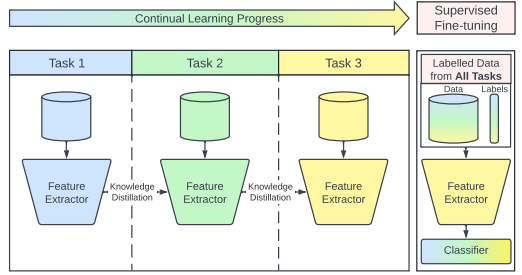 Continual Learning Progress
Supervised
Fine-tuning
Task 1
Task 2
Task 3
Labelled Data
from All Tasks
Data
Labels
Feature
Extractor
Knowledge
Distillation
Feature
Extractor
Knowledge
Distillation
Feature
Extractor
Feature
Extractor
Classifier